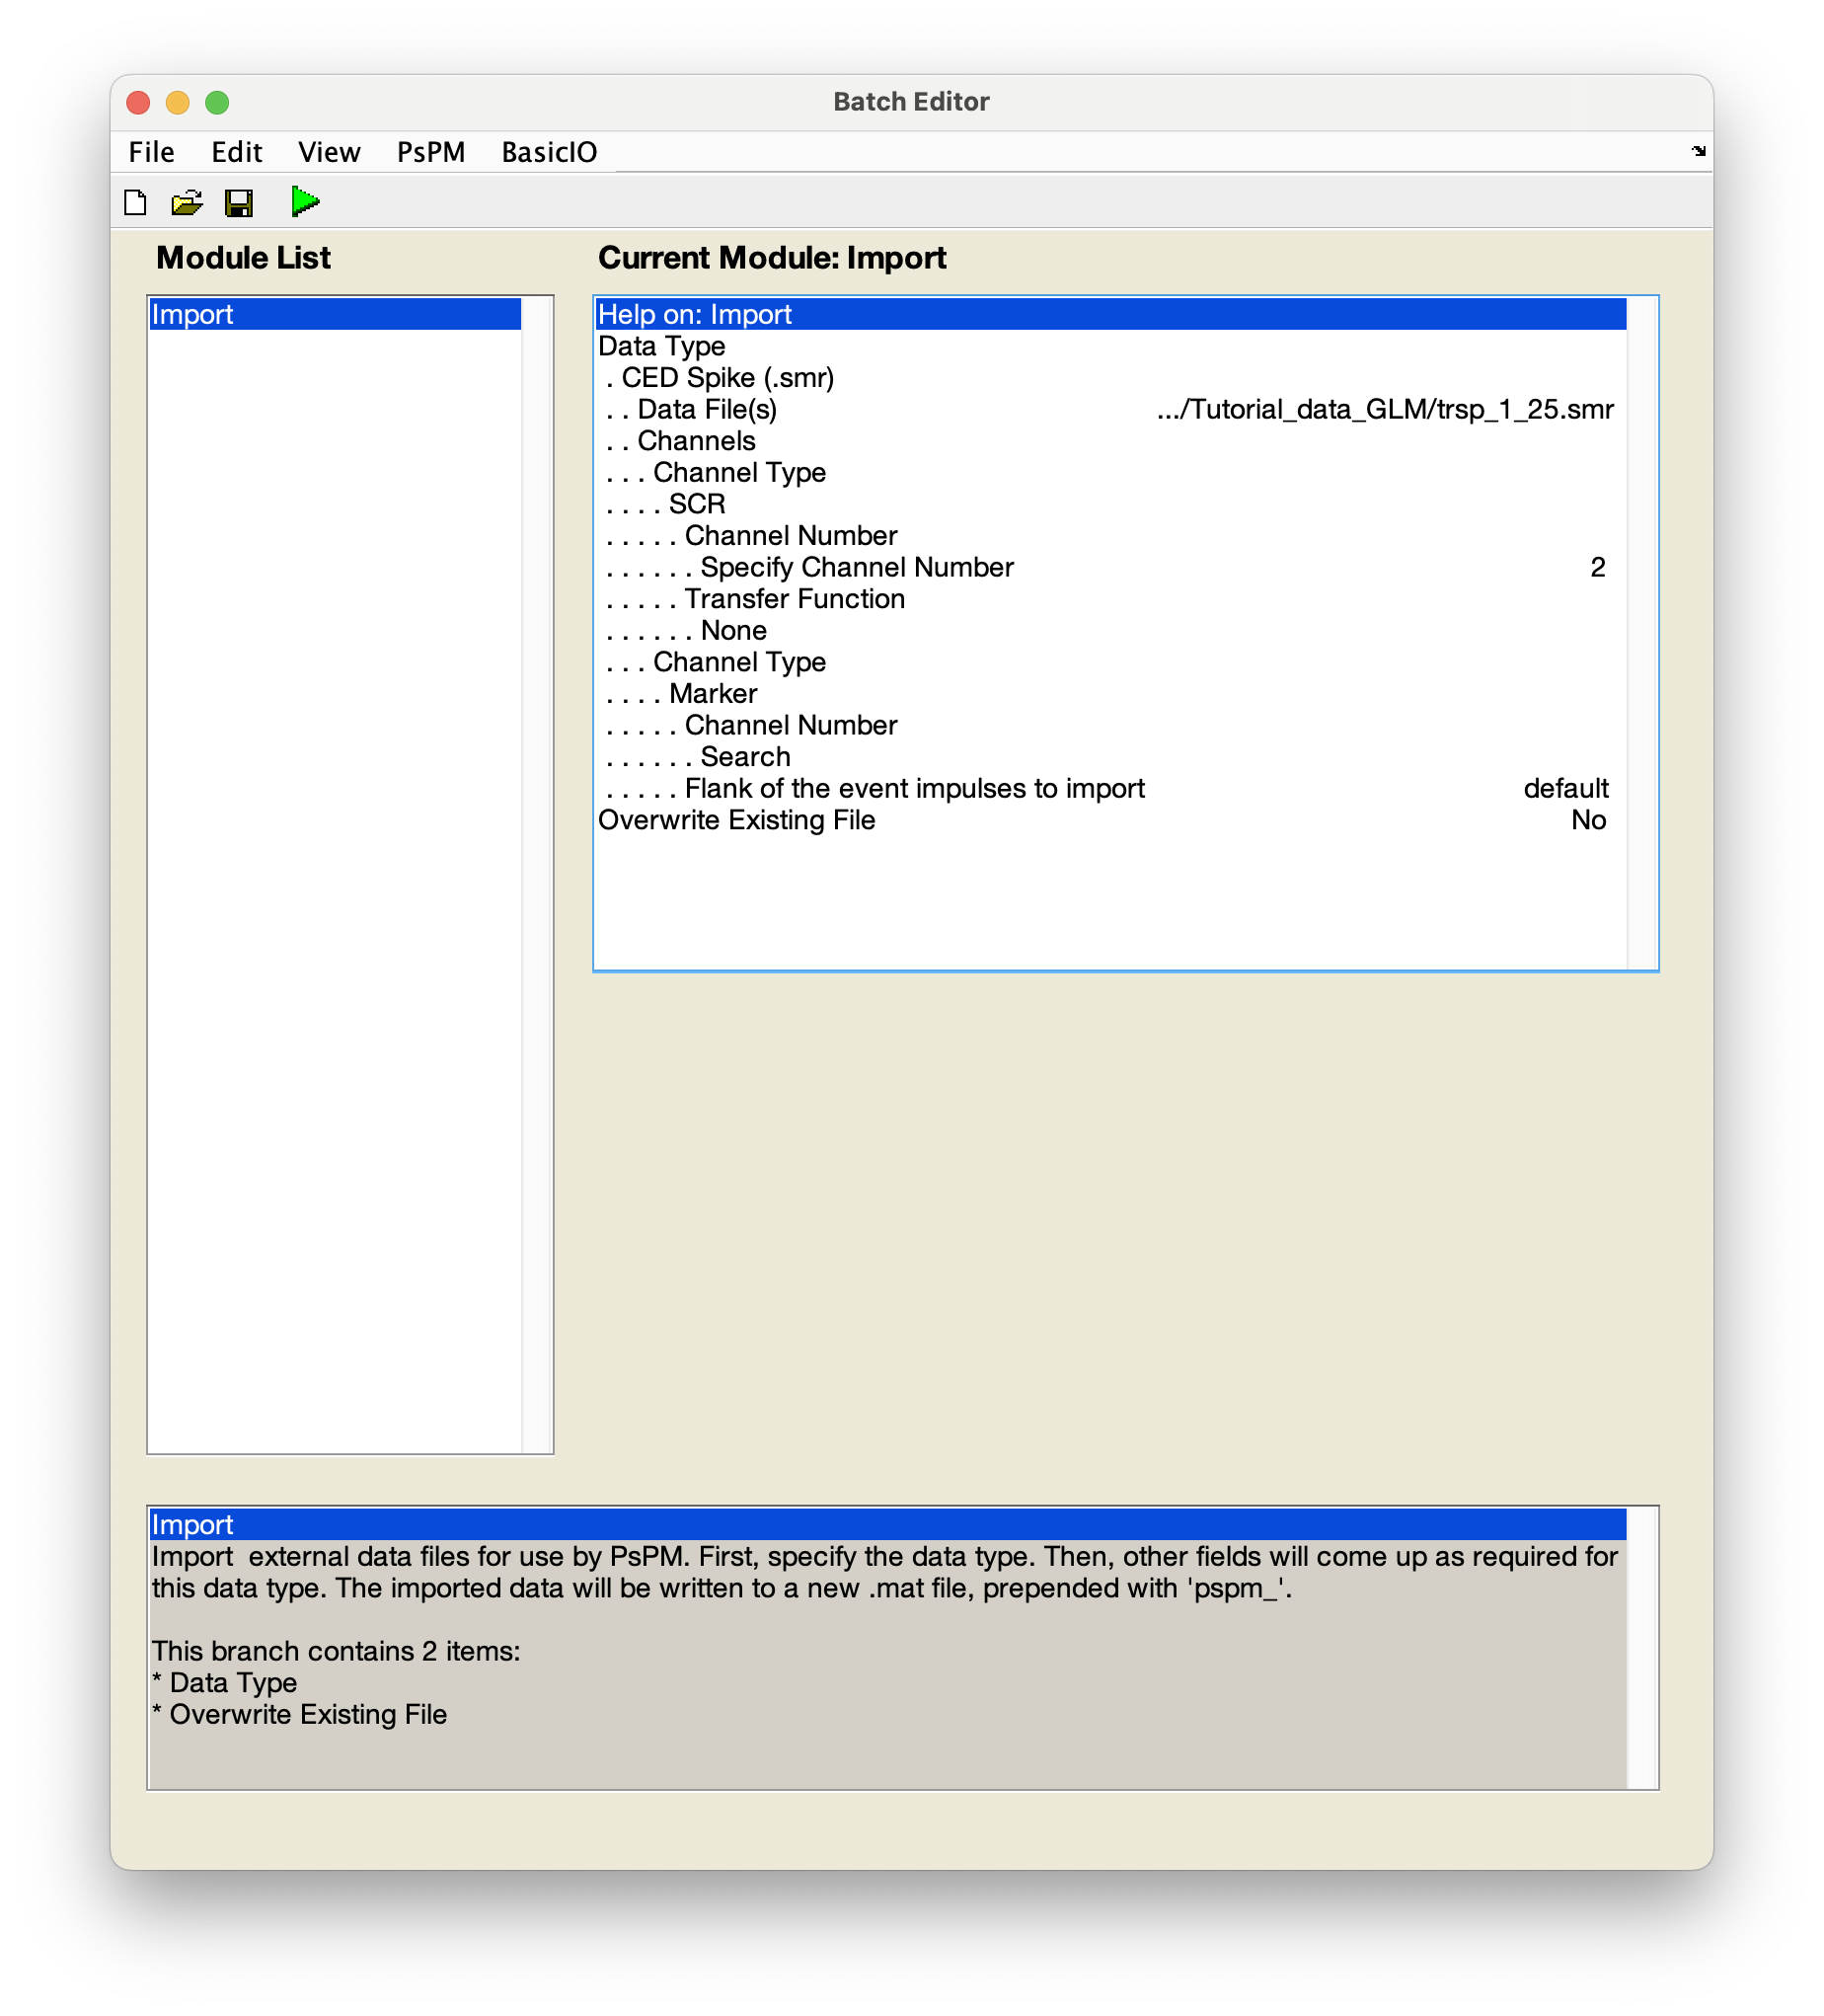 Batch Editor
File Edit View PsPM BasicIO
Module List
Import
Current Module: Import
Help on: Import
Data Type
. CED Spike (.smr)
. . Data File(s) .../Tutorial_data_GLM/trsp_1_25.smr
. . Channels
. . . Channel Type
. . . . SCR
. . . . . Channel Number
. . . . . . Specify Channel Number 2
. . . . . Transfer Function
. . . . . . None
. . . Channel Type
. . . . Marker
. . . . . Channel Number
. . . . . . Search
. . . . . Flank of the event impulses to import default
Overwrite Existing File No
Import
Import  external data files for use by PsPM. First, specify the data type. Then, other fields will come up as required for
this data type. The imported data will be written to a new .mat file, prepended with 'pspm_'.
This branch contains 2 items:
* Data Type
* Overwrite Existing File